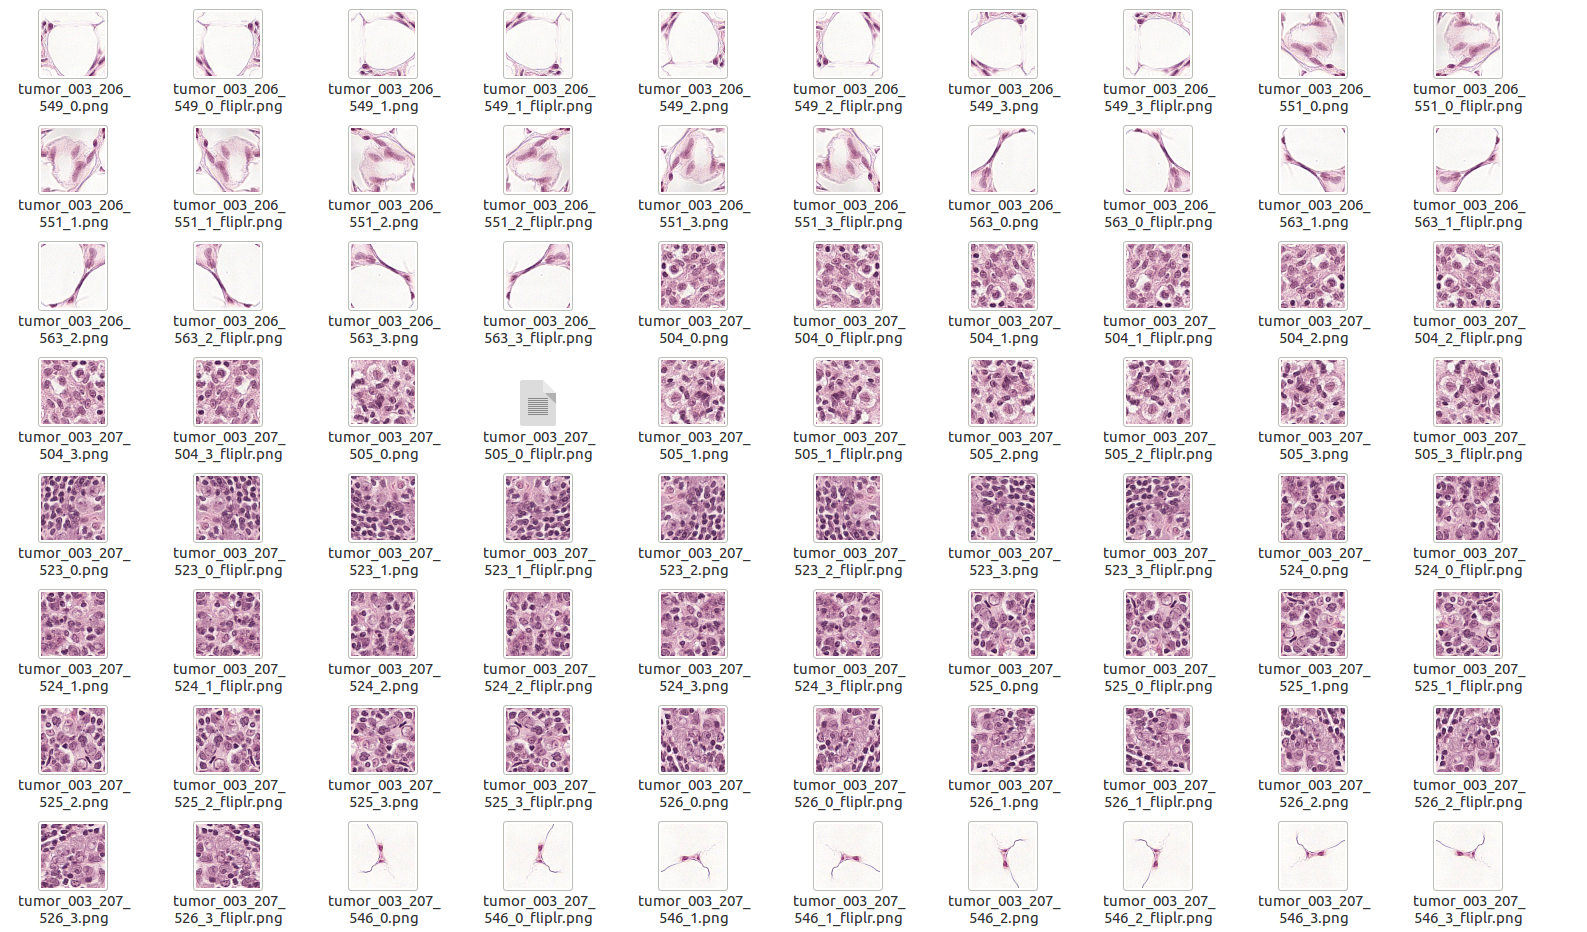 tumor_003_206_
549_0.png
tumor_003_206_
549_0_fliplr.png
tumor_003_206_
549_1.png
tumor_003_206_
549_1_fliplr.png
tumor_003_206_
549_2.png
tumor_003_206_
549_2_fliplr.png
tumor_003_206_
549_3.png
tumor_003_206_
549_3_fliplr.png
tumor_003_206_
551_0.png
tumor_003_206_
551_0_fliplr.png
tumor_003_206_
551_1.png
tumor_003_206_
551_1_fliplr.png
tumor_003_206_
551_2.png
tumor_003_206_
551_2_fliplr.png
tumor_003_206_
551_3.png
tumor_003_206_
551_3_fliplr.png
tumor_003_206_
563_0.png
tumor_003_206_
563_0_fliplr.png
tumor_003_206_
563_1.png
tumor_003_206_
563_1_fliplr.png
tumor_003_206_
563_2.png
tumor_003_206_
563_2_fliplr.png
tumor_003_206_
563_3.png
tumor_003_206_
563_3_fliplr.png
tumor_003_207_
504_0.png
tumor_003_207_
504_0_fliplr.png
tumor_003_207_
504_1.png
tumor_003_207_
504_1_fliplr.png
tumor_003_207_
504_2.png
tumor_003_207_
504_2_fliplr.png
tumor_003_207_
504_3.png
tumor_003_207_
504_3_fliplr.png
tumor_003_207_
505_0.png
tumor_003_207_
505_0_fliplr.png
tumor_003_207_
505_1.png
tumor_003_207_
505_1_fliplr.png
tumor_003_207_
505_2.png
tumor_003_207_
505_2_fliplr.png
tumor_003_207_
505_3.png
tumor_003_207_
505_3_fliplr.png
tumor_003_207_
523_0.png
tumor_003_207_
523_0_fliplr.png
tumor_003_207_
523_1.png
tumor_003_207_
523_1_fliplr.png
tumor_003_207_
523_2.png
tumor_003_207_
523_2_fliplr.png
tumor_003_207_
523_3.png
tumor_003_207_
523_3_fliplr.png
tumor_003_207_
524_0.png
tumor_003_207_
524_0_fliplr.png
tumor_003_207_
524_1.png
tumor_003_207_
524_1_fliplr.png
tumor_003_207_
524_2.png
tumor_003_207_
524_2_fliplr.png
tumor_003_207_
524_3.png
tumor_003_207_
524_3_fliplr.png
tumor_003_207_
525_0.png
tumor_003_207_
525_0_fliplr.png
tumor_003_207_
525_1.png
tumor_003_207_
525_1_fliplr.png
tumor_003_207_
525_2.png
tumor_003_207_
525_2_fliplr.png
tumor_003_207_
525_3.png
tumor_003_207_
525_3_fliplr.png
tumor_003_207_
526_0.png
tumor_003_207_
526_0_fliplr.png
tumor_003_207_
526_1.png
tumor_003_207_
526_1_fliplr.png
tumor_003_207_
526_2.png
tumor_003_207_
526_2_fliplr.png
tumor_003_207_
526_3.png
tumor_003_207_
526_3_fliplr.png
tumor_003_207_
546_0.png
tumor_003_207_
546_0_fliplr.png
tumor_003_207_
546_1.png
tumor_003_207_
546_1_fliplr.png
tumor_003_207_
546_2.png
tumor_003_207_
546_2_fliplr.png
tumor_003_207_
546_3.png
tumor_003_207_
546_3_fliplr.png